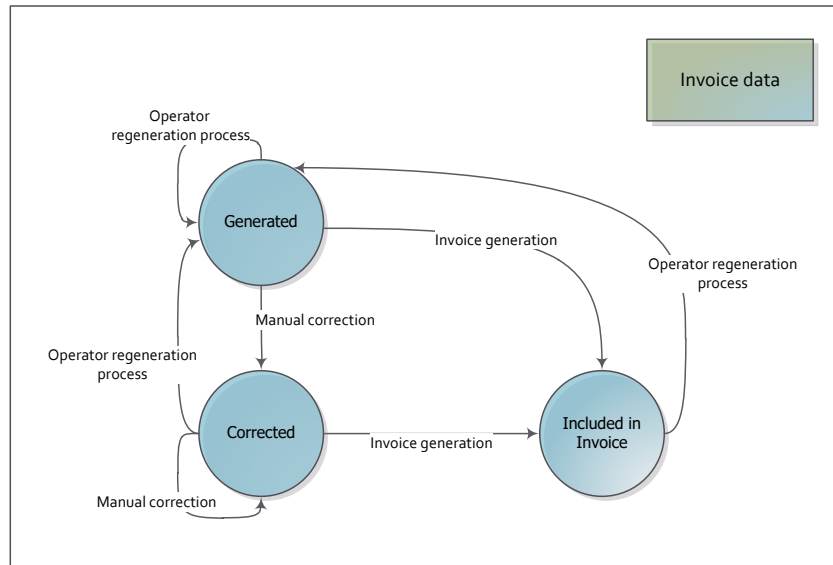 Invoice data
Operator
regeneration process
Generated
Invoice generation
Operator regeneration
process
Manual correction
Operator regeneration
process
Corrected
Invoice generation
Included in
Invoice
Manual correction